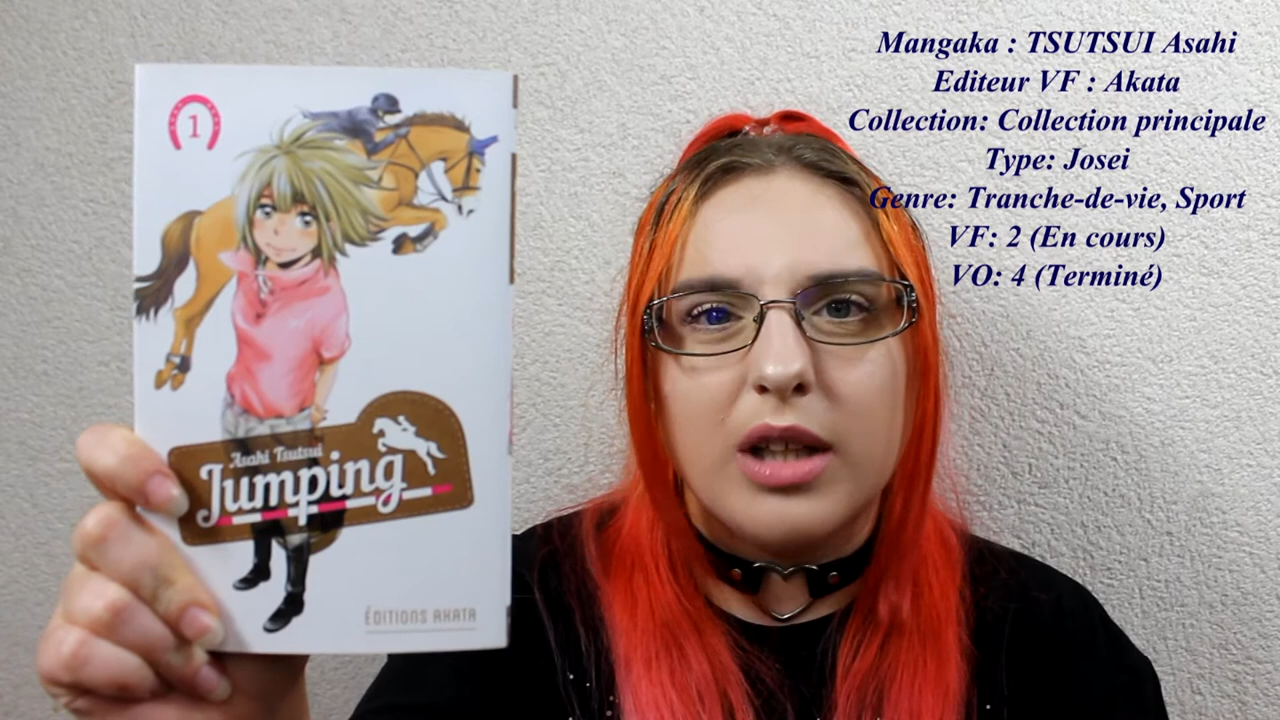 Mangaka : TSUTSUI Asahi
Editeur VF : Akata
Collection: Collection principale
Type: Josei
Genre: Tranche-de-vie, Sport
VF: 2 (En cours)
VO: 4 (Terminé)
1
Asahi Tsutsui
Jumping
ÉDITIONS AKATA